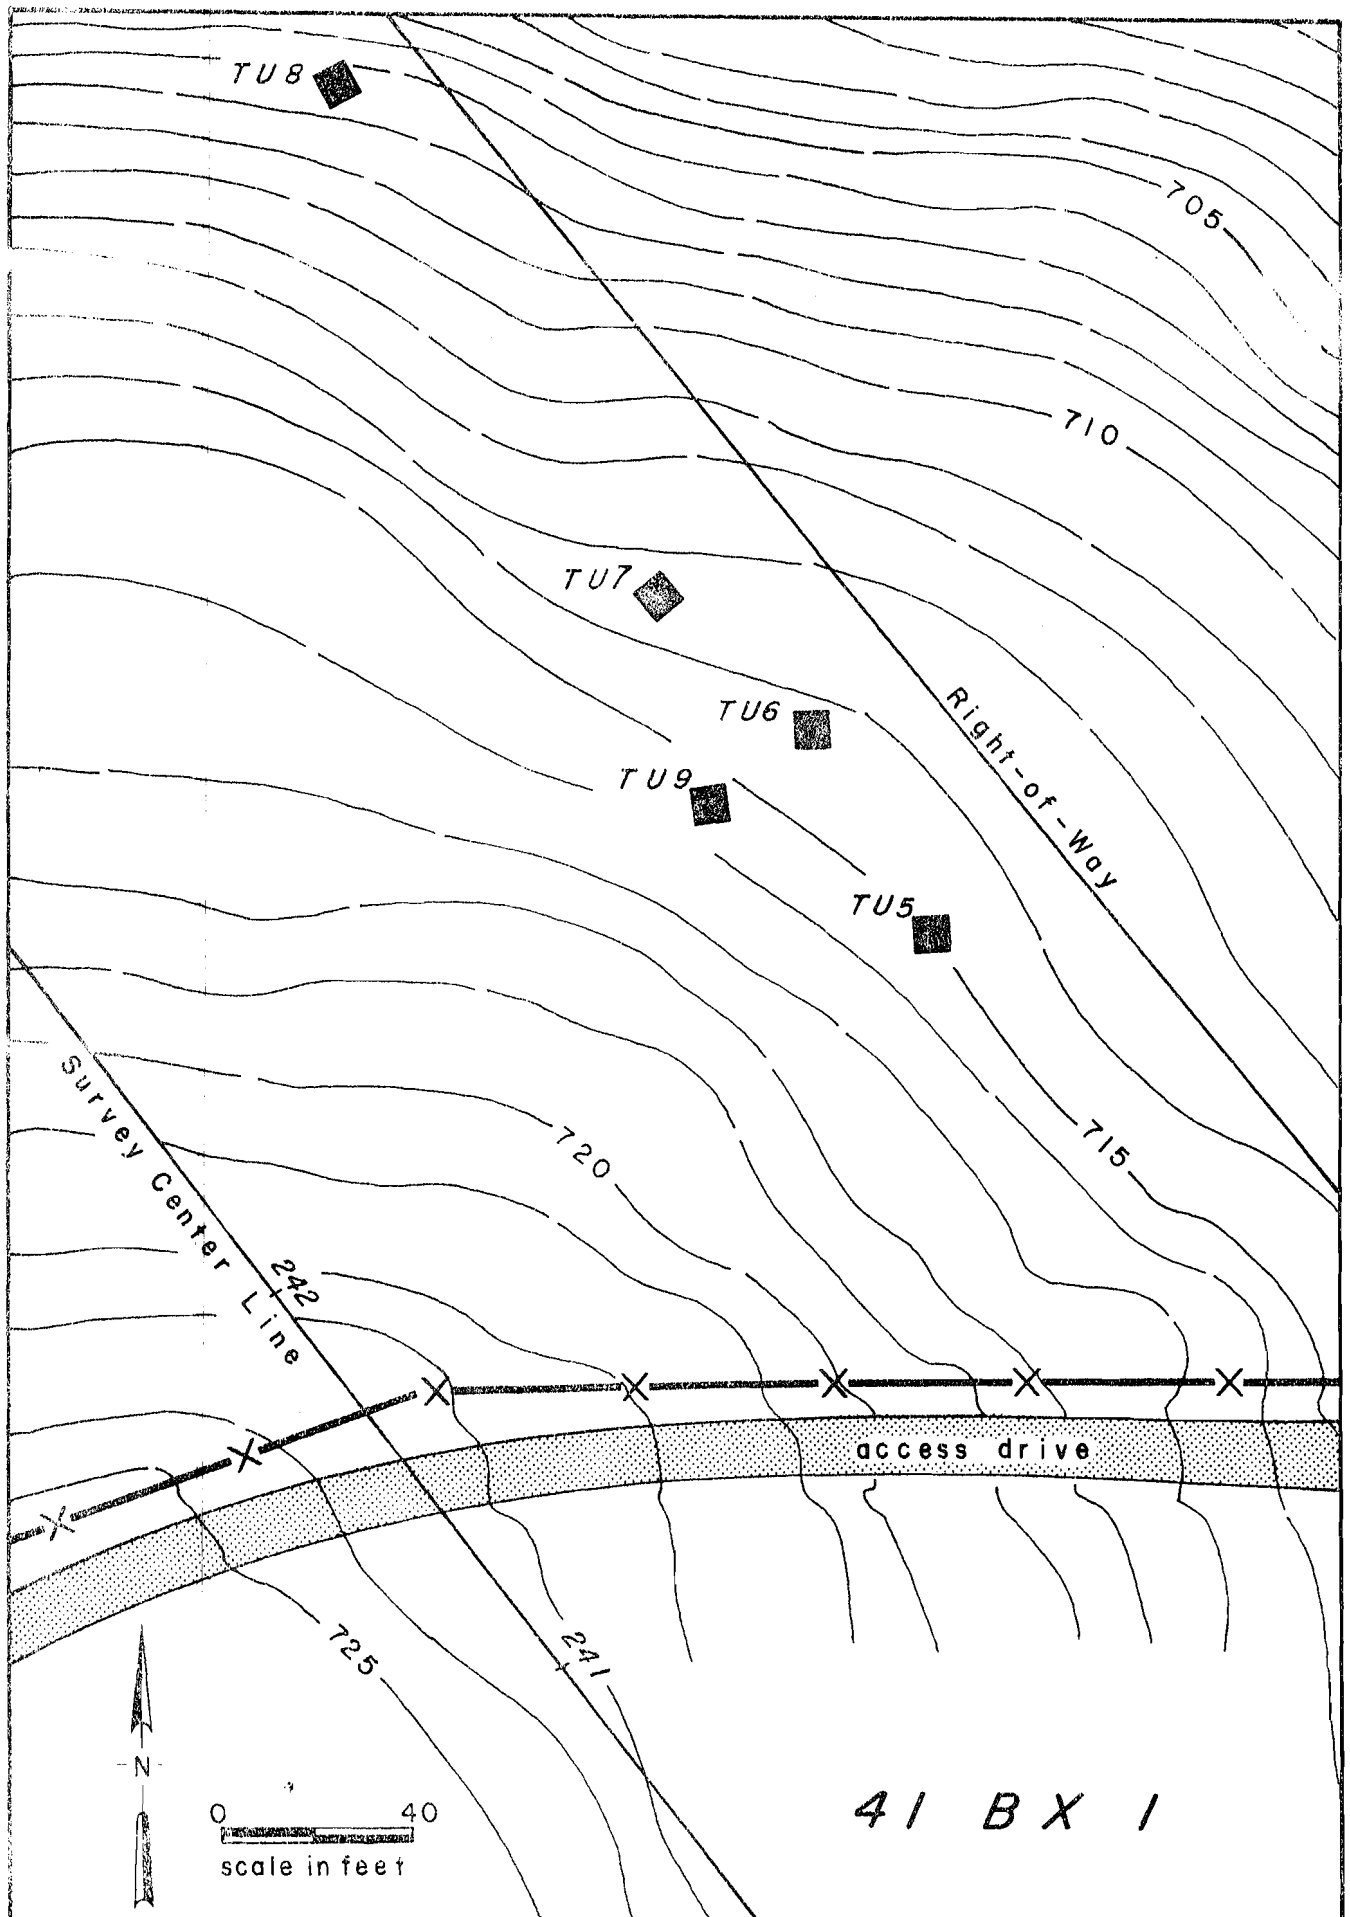 TU8
705
710
TU7
TU6
Right-of-Way
TU9
TU5
Survey Center Line
720
715
242
access drive
725
241
N
0 40
scale in feet
41 BX 1